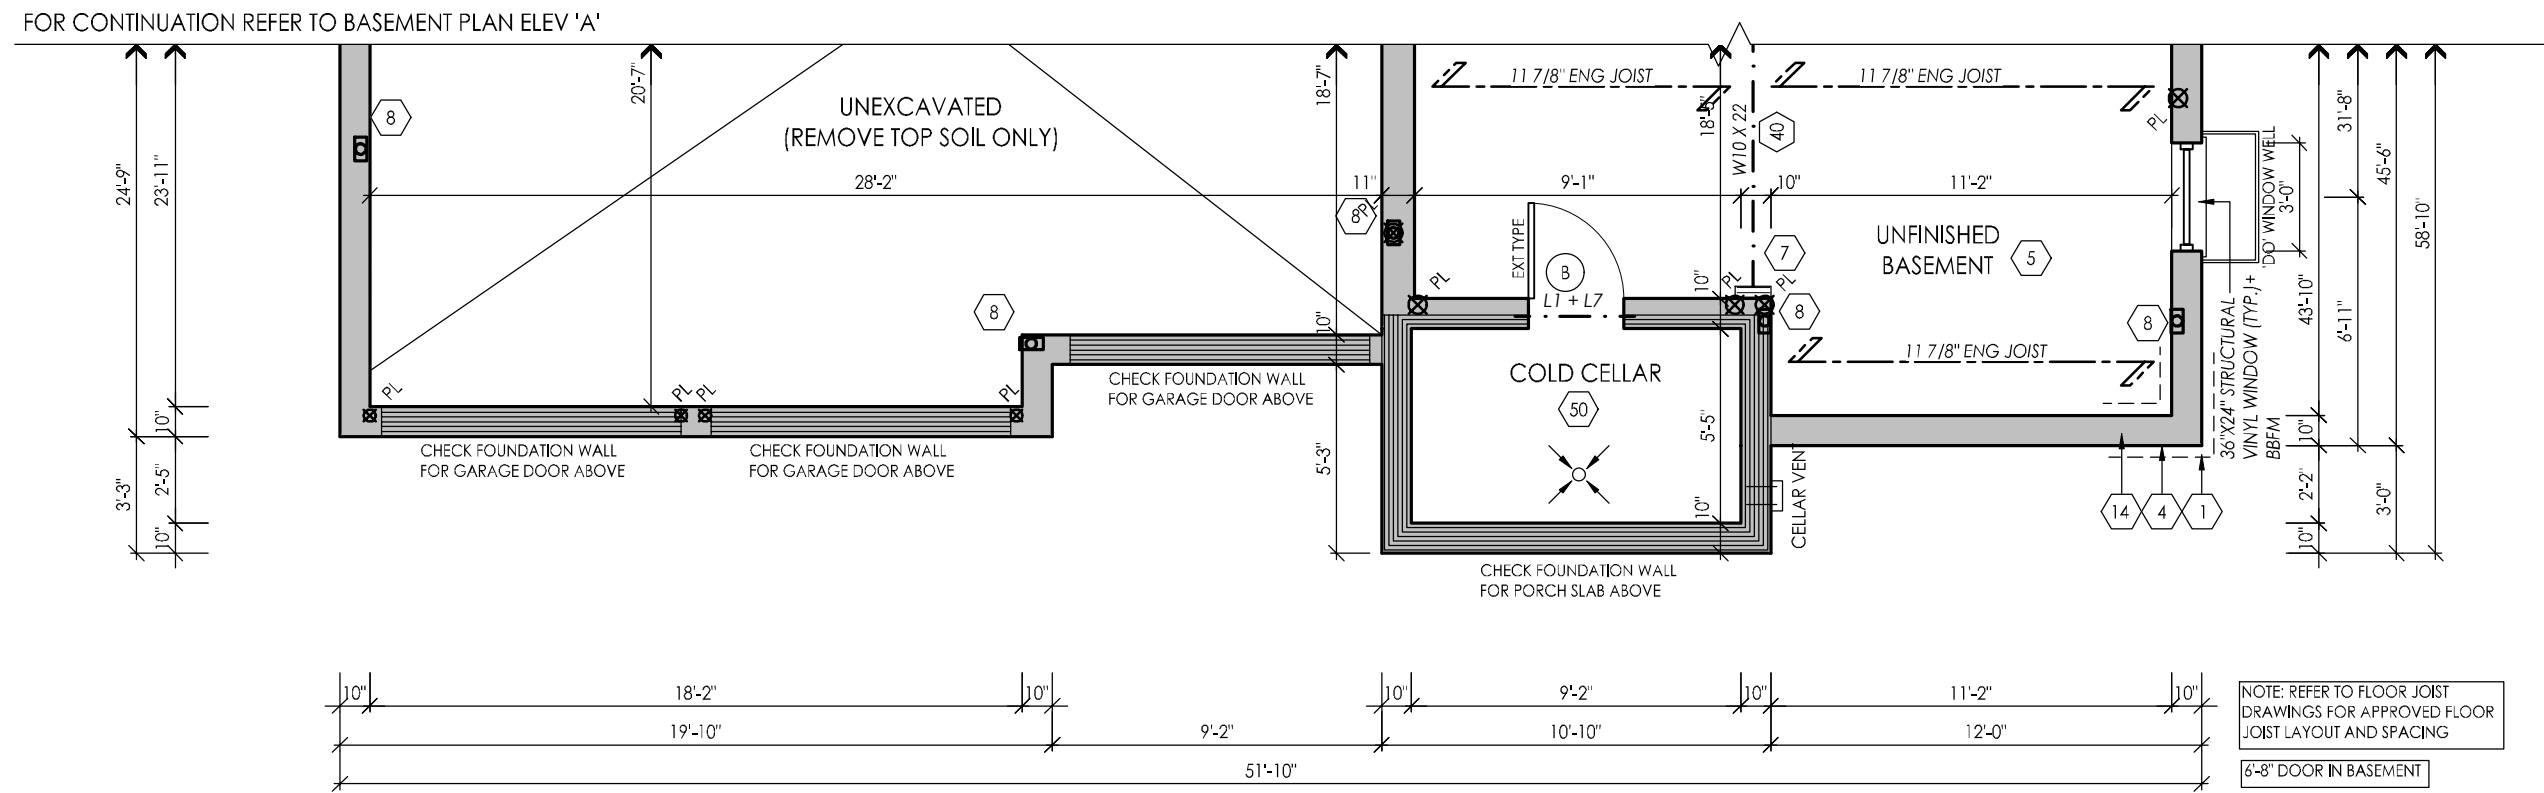 FOR CONTINUATION REFER TO BASEMENT PLAN ELEV 'A'
24'-9"
23'-11"
10"
2'-5"
3'-3"
10"
8
20'-7"
UNEXCAVATED
(REMOVE TOP SOIL ONLY)
28'-2"
8
PL
PL
PL
PL
CHECK FOUNDATION WALL
FOR GARAGE DOOR ABOVE
CHECK FOUNDATION WALL
FOR GARAGE DOOR ABOVE
CHECK FOUNDATION WALL
FOR GARAGE DOOR ABOVE
18'-7"
11"
8
PL
10"
5'-3"
11 7/8" ENG JOIST
11 7/8" ENG JOIST
18'-5"
W10 X 22
40
9'-1"
10"
11'-2"
EXT TYPE
B
L1 + L7
PL
10"
PL
PL
7
8
UNFINISHED
BASEMENT
5
PL
8
11 7/8" ENG JOIST
COLD CELLAR
50
5'-5"
10"
CELLAR VENT
CHECK FOUNDATION WALL
FOR PORCH SLAB ABOVE
14
4
1
'DO' WINDOW WELL
3'-0"
36"X24" STRUCTURAL
VINYL WINDOW (TYP.)+
BBFM
31'-8"
45'-6"
58'-10"
43'-10"
6'-11"
10"
2'-2"
3'-0"
10"
10"
18'-2"
10"
10"
9'-2"
10"
11'-2"
10"
19'-10"
9'-2"
10'-10"
12'-0"
51'-10"
NOTE: REFER TO FLOOR JOIST
DRAWINGS FOR APPROVED FLOOR
JOIST LAYOUT AND SPACING
6'-8" DOOR IN BASEMENT